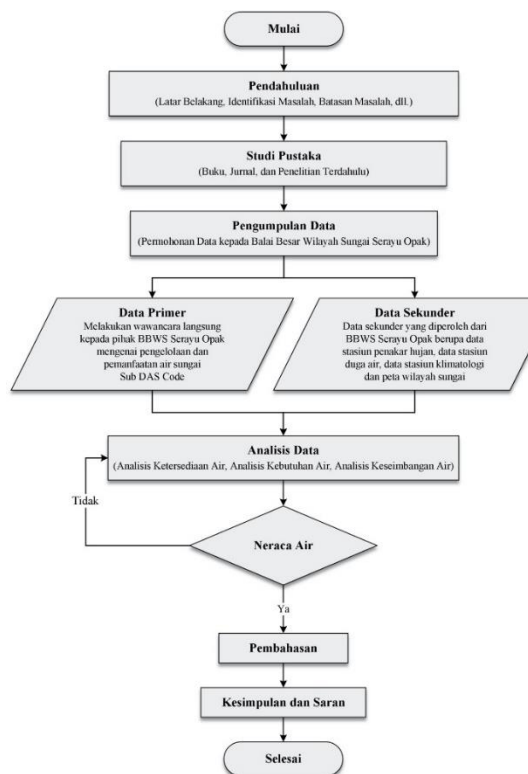 Mulai
Pendahuluan
(Latar Belakang, Identifikasi Masalah, Batasan Masalah, dll.)
Studi Pustaka
(Buku, Jurnal, dan Penelitian Terdahulu)
Pengumpulan Data
(Permohonan Data kepada Balai Besar Wilayah Sungai Serayu Opak)
Data Primer
Melakukan wawancara langsung
kepada pihak BBWS Serayu Opak
mengenai pengelolaan dan
pemanfaatan air sungai
Sub DAS Code
Data Sekunder
Data sekunder yang diperoleh dari
BBWS Serayu Opak berupa data
stasiun penakar hujan, data stasiun
duga air, data stasiun klimatologi
dan peta wilayah sungai
Analisis Data
(Analisis Ketersediaan Air, Analisis Kebutuhan Air, Analisis Keseimbangan Air)
Tidak
Neraca Air
Ya
Pembahasan
Kesimpulan dan Saran
Selesai